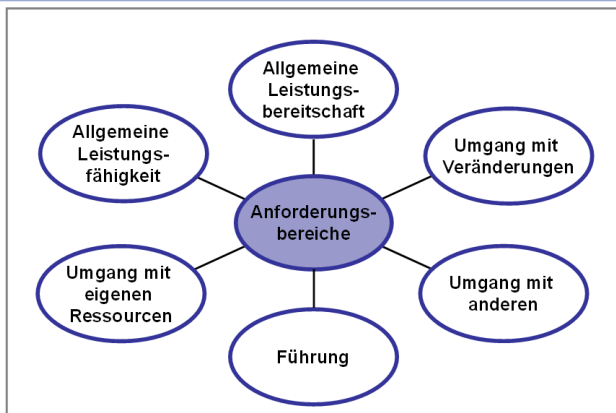 Allgemeine
Leistungs-
bereitschaft
Allgemeine
Leistungs-
fähigkeit
Umgang mit
Veränderungen
Anforderungs-
bereiche
Umgang mit
eigenen
Ressourcen
Umgang mit
anderen
Führung